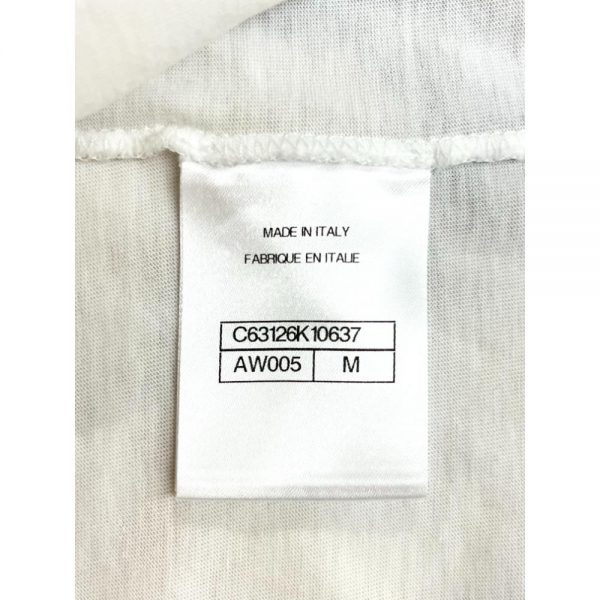 MADE IN ITALY
FABRIQUE EN ITALIE
C63126K10637
AW005 M